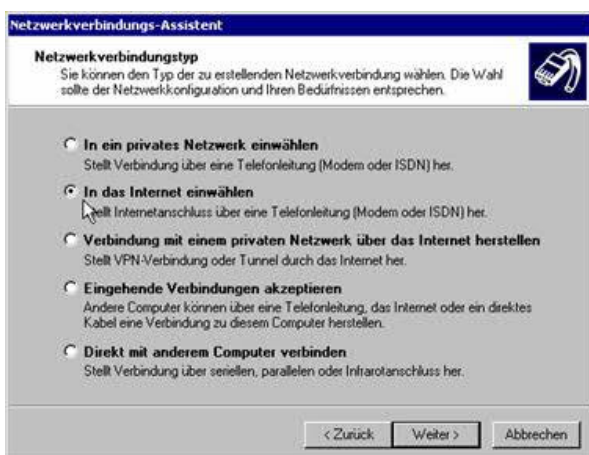 Netzwerkverbindungs-Assistent
Netzwerkverbindungstyp
Sie können den Typ der zu erstellenden Netzwerkverbindung wählen. Die Wahl
sollte der Netzwerkkonfiguration und Ihren Bedürfnissen entsprechen.
In ein privates Netzwerk einwählen
Stellt Verbindung über eine Telefonleitung (Modem oder ISDN) her.
In das Internet einwählen
Stellt Internetanschluss über eine Telefonleitung (Modem oder ISDN) her.
Verbindung mit einem privaten Netzwerk über das Internet herstellen
Stellt VPN-Verbindung oder Tunnel durch das Internet her.
Eingehende Verbindungen akzeptieren
Andere Computer können über eine Telefonleitung, das Internet oder ein direktes
Kabel eine Verbindung zu diesem Computer herstellen.
Direkt mit anderem Computer verbinden
Stellt Verbindung über seriellen, parallelen oder Infrarotanschluss her.
< Zurück Weiter > Abbrechen